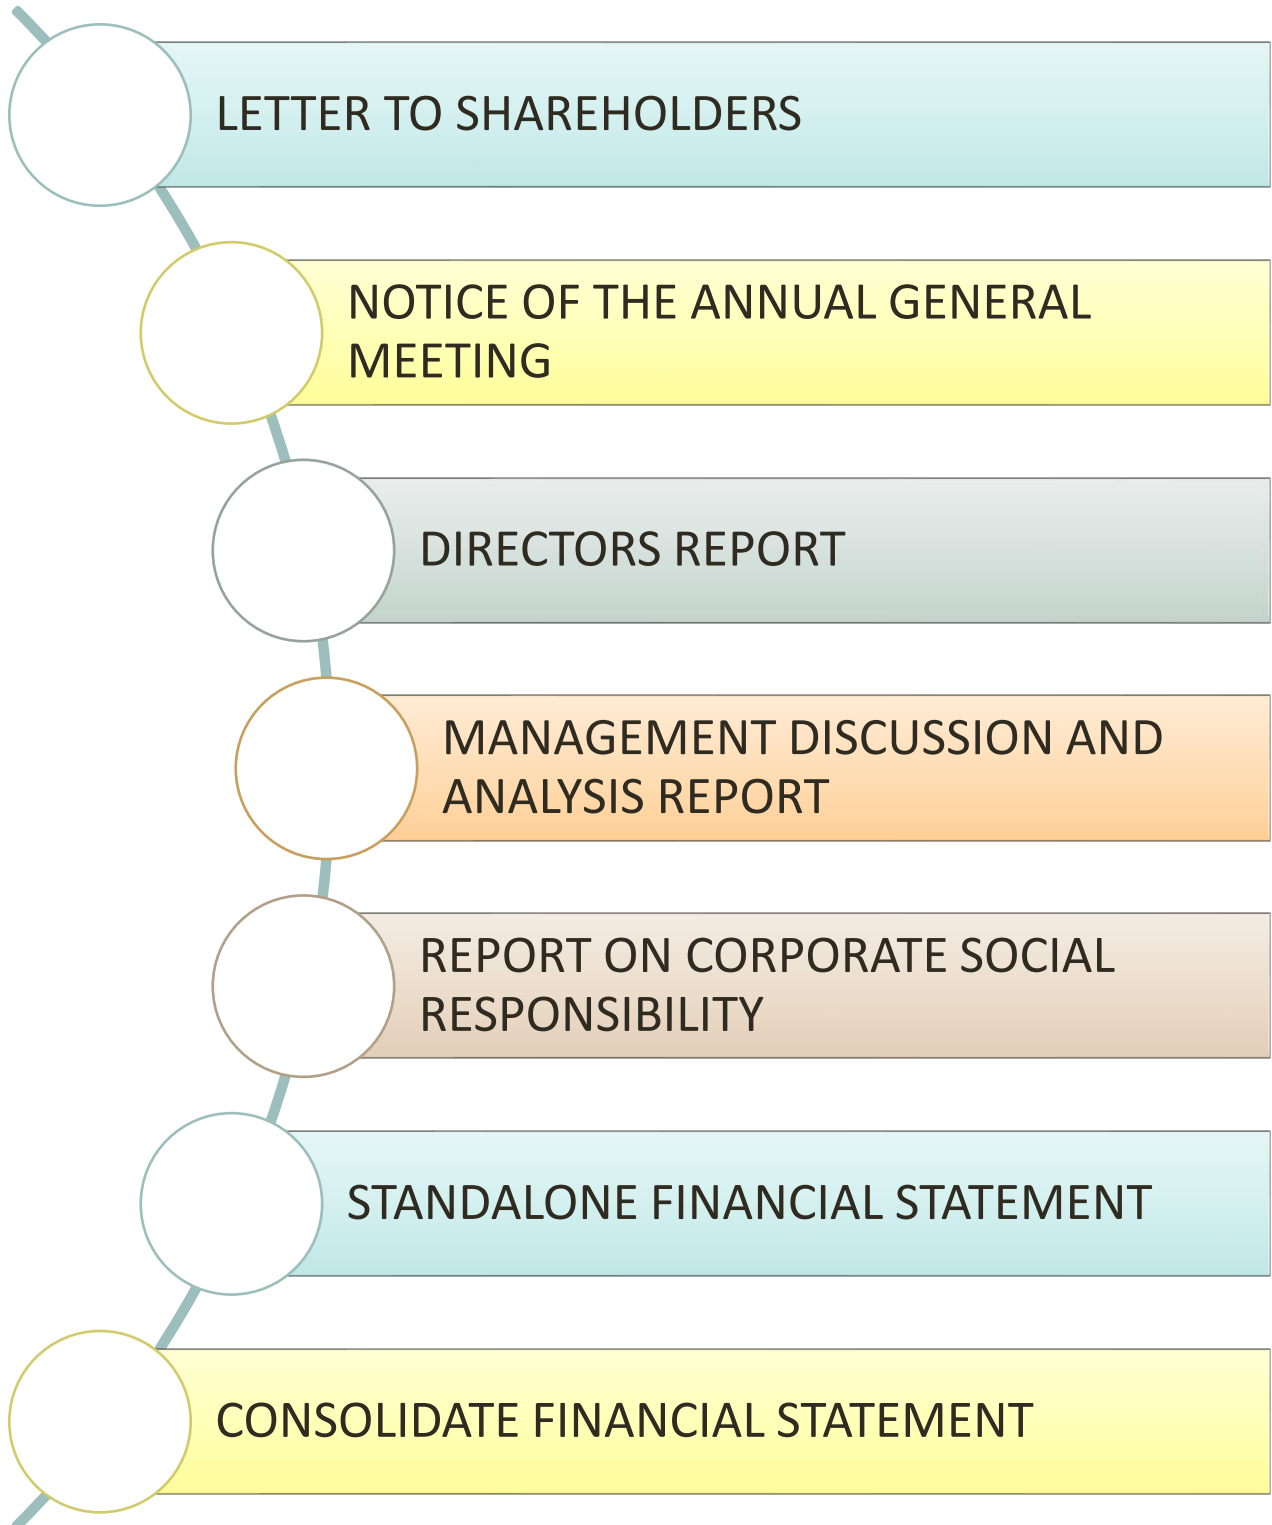 LETTER TO SHAREHOLDERS
NOTICE OF THE ANNUAL GENERAL
MEETING
DIRECTORS REPORT
MANAGEMENT DISCUSSION AND
ANALYSIS REPORT
REPORT ON CORPORATE SOCIAL
RESPONSIBILITY
STANDALONE FINANCIAL STATEMENT
CONSOLIDATE FINANCIAL STATEMENT